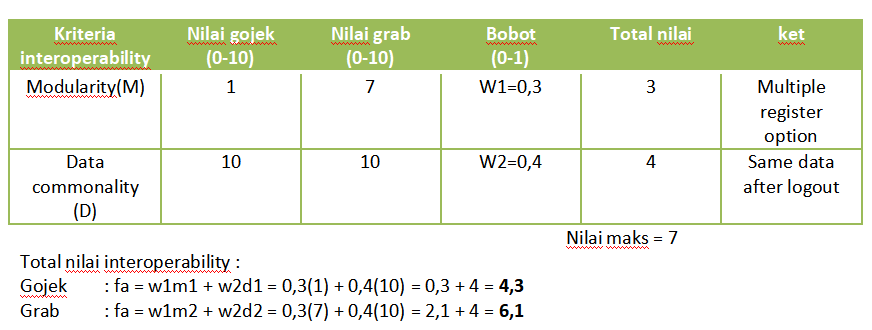 Kriteria interoperability
Nilai gojek (0-10)
Nilai grab (0-10)
Bobot (0-1)
Total nilai
ket
Modularity(M)
1
7
W1=0,3
3
Multiple register option
Data commonality (D)
10
10
W2=0,4
4
Same data after logout
Nilai maks = 7
Total nilai interoperability :
Gojek : fa = w1m1 + w2d1 = 0,3(1) + 0,4(10) = 0,3 + 4 = 4,3
Grab : fa = w1m2 + w2d2 = 0,3(7) + 0,4(10) = 2,1 + 4 = 6,1